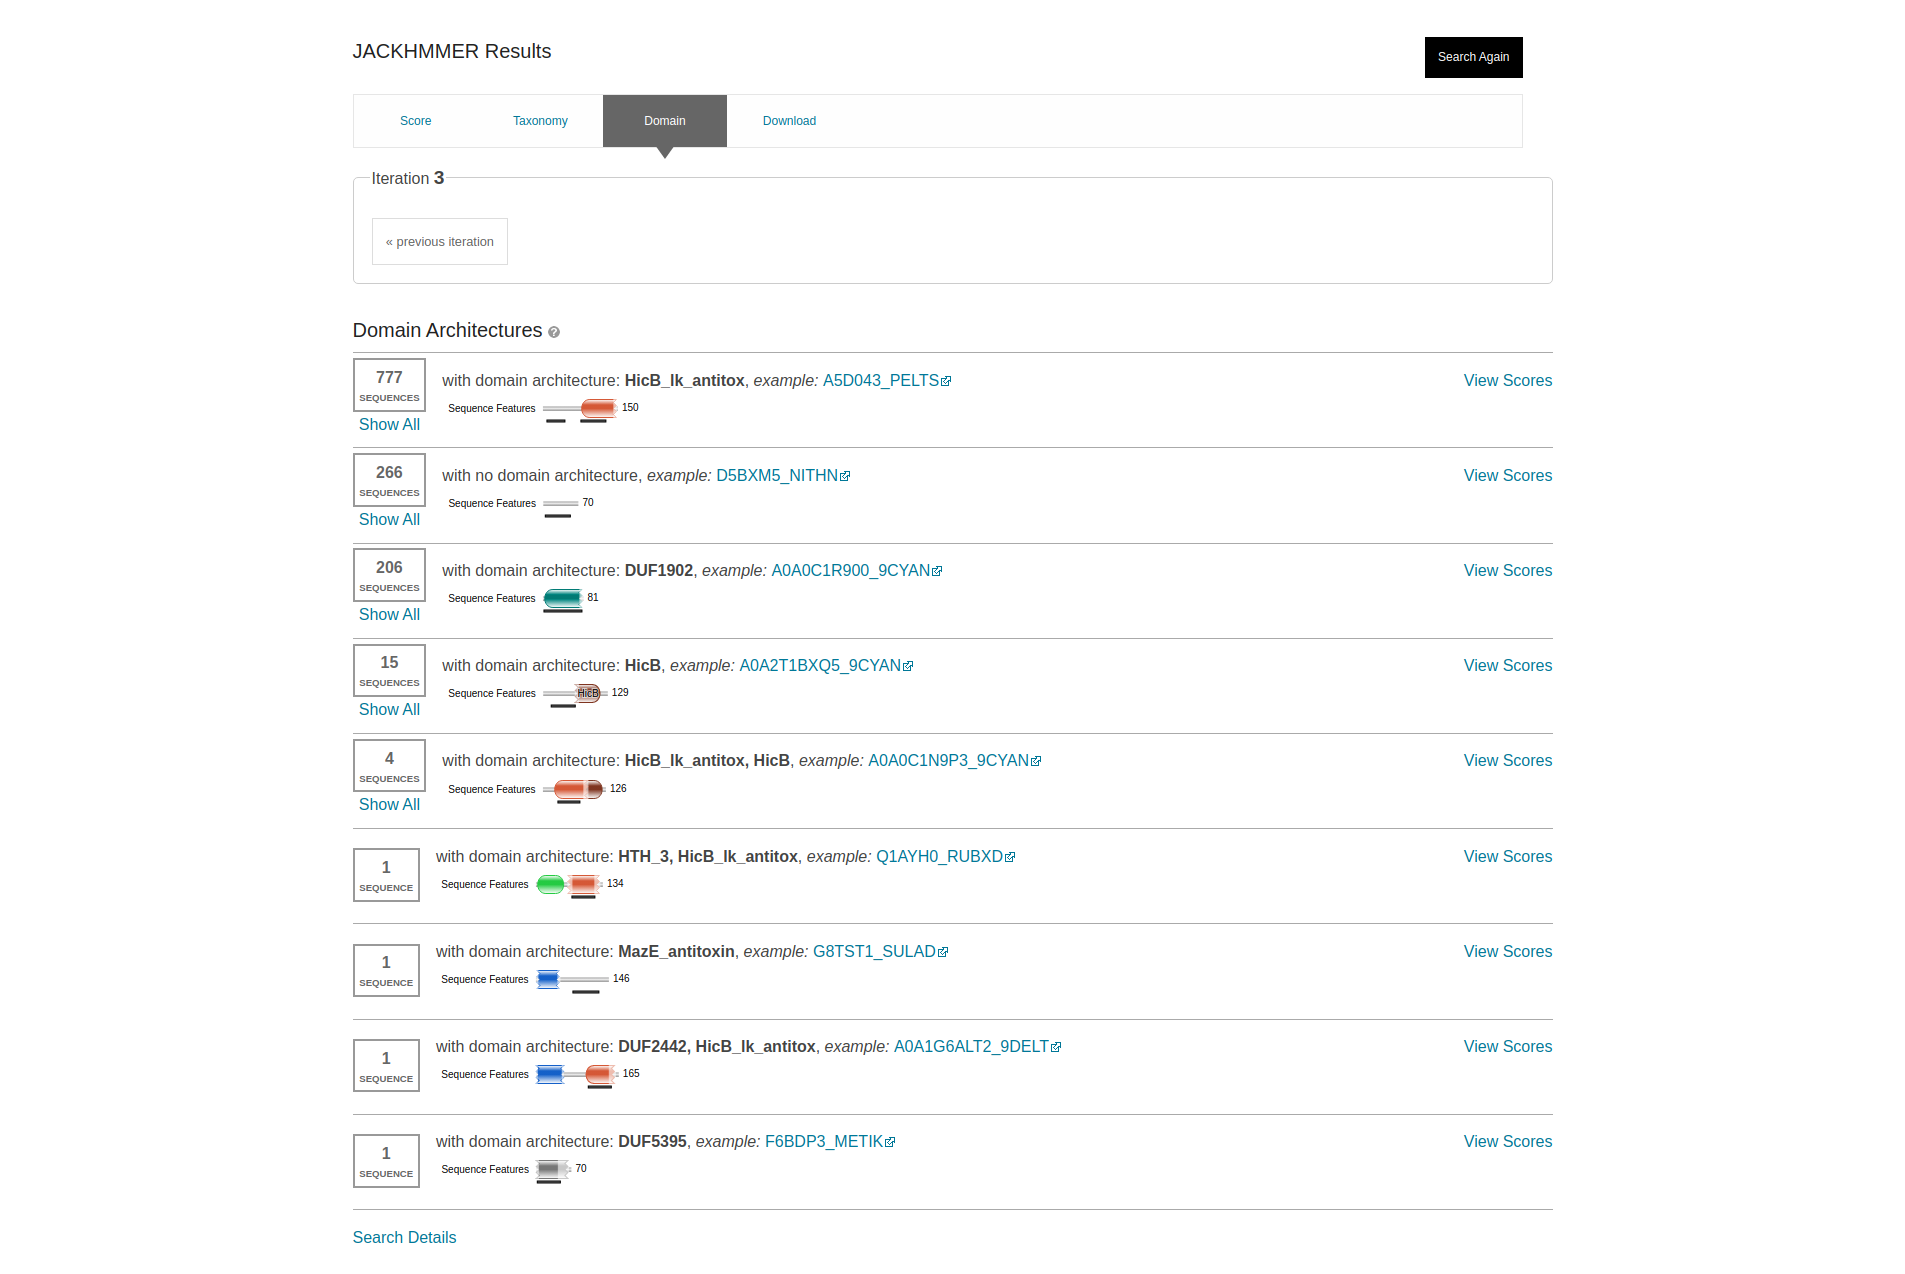 JACKHMMER Results
Search Again
Score Taxonomy Domain Download
Iteration 3
« previous iteration
Domain Architectures ?
777 SEQUENCES
with domain architecture: HicB_lk_antitox, example: A5D043_PELTS
View Scores
Sequence Features 150
Show All
266 SEQUENCES
with no domain architecture, example: D5BXM5_NITHN
View Scores
Sequence Features 70
Show All
206 SEQUENCES
with domain architecture: DUF1902, example: A0A0C1R900_9CYAN
View Scores
Sequence Features 81
Show All
15 SEQUENCES
with domain architecture: HicB, example: A0A2T1BXQ5_9CYAN
View Scores
Sequence Features HicB 129
Show All
4 SEQUENCES
with domain architecture: HicB_lk_antitox, HicB, example: A0A0C1N9P3_9CYAN
View Scores
Sequence Features 126
Show All
1 SEQUENCE
with domain architecture: HTH_3, HicB_lk_antitox, example: Q1AYH0_RUBXD
View Scores
Sequence Features 134
1 SEQUENCE
with domain architecture: MazE_antitoxin, example: G8TST1_SULAD
View Scores
Sequence Features 146
1 SEQUENCE
with domain architecture: DUF2442, HicB_lk_antitox, example: A0A1G6ALT2_9DELT
View Scores
Sequence Features 165
1 SEQUENCE
with domain architecture: DUF5395, example: F6BDP3_METIK
View Scores
Sequence Features 70
Search Details